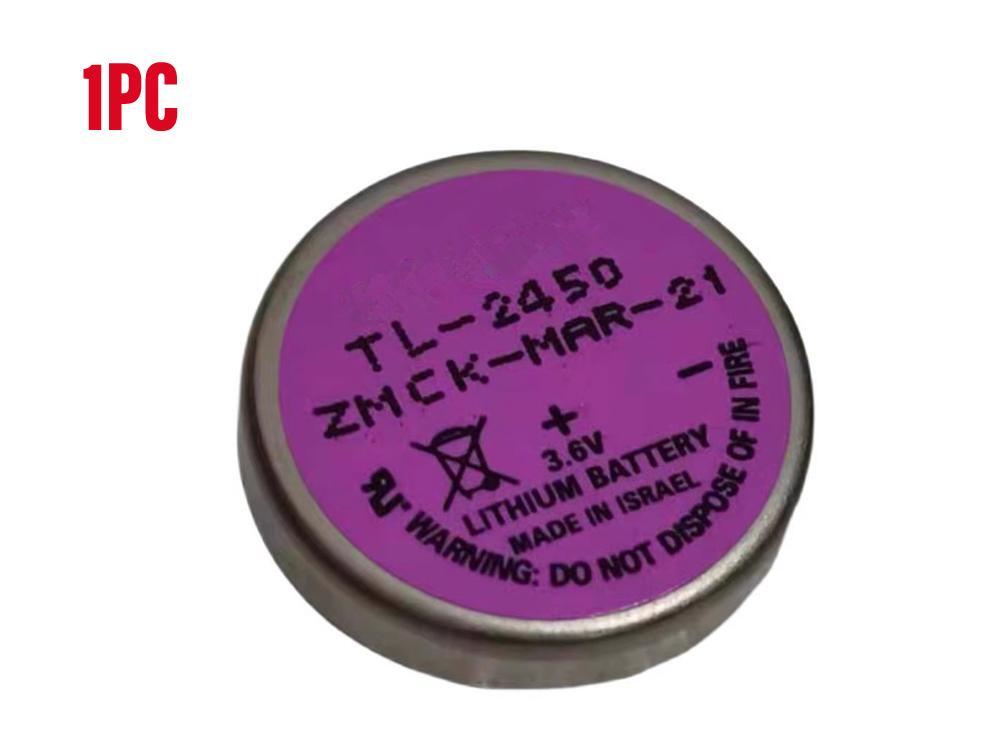 1PC
TL-2450
ZMCK-MAR-21
+ -
3.6V
LITHIUM BATTERY
MADE IN ISRAEL
WARNING: DO NOT DISPOSE OF IN FIRE